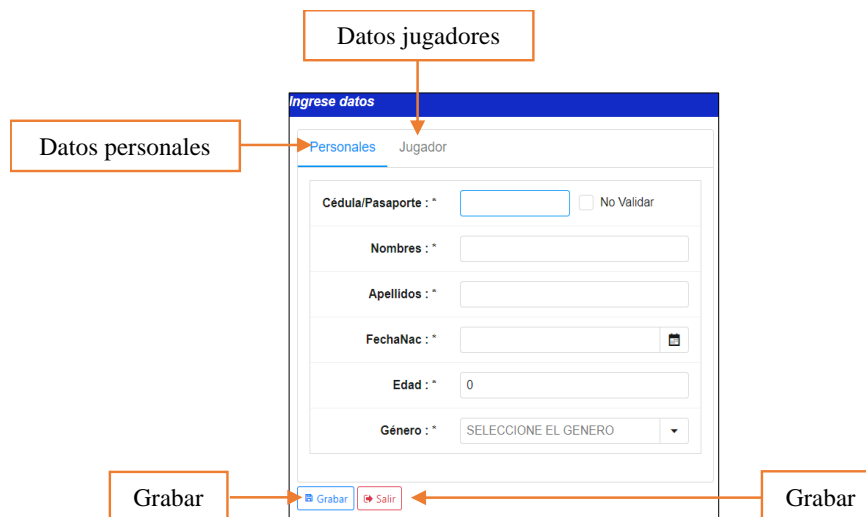 Datos jugadores
Ingrese datos
Datos personales
Personales Jugador
Cédula/Pasaporte : * No Validar
Nombres : *
Apellidos : *
FechaNac : *
Edad : * 0
Género : * SELECCIONE EL GENERO
Grabar Grabar Salir Grabar